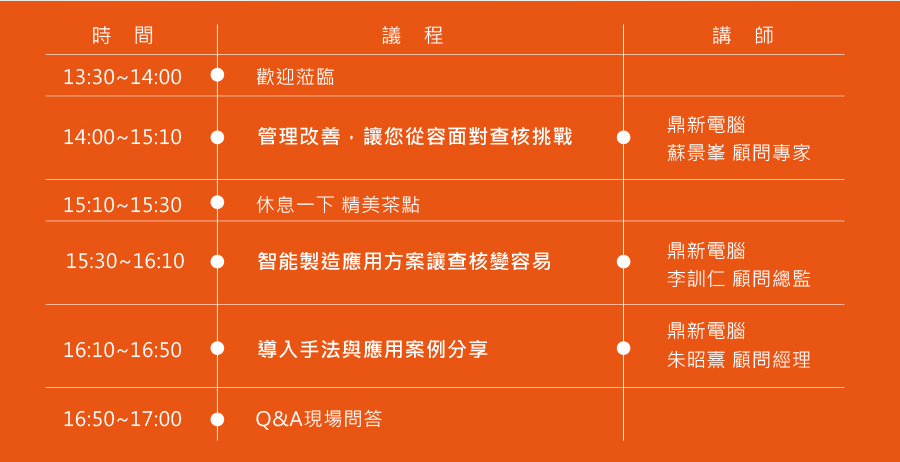 時 間 議 程 講 師
13:30~14:00 歡迎蒞臨
14:00~15:10 管理改善，讓您從容面對查核挑戰 鼎新電腦
蘇景峯 顧問專家
15:10~15:30 休息一下 精美茶點
15:30~16:10 智能製造應用方案讓查核變容易 鼎新電腦
李訓仁 顧問總監
16:10~16:50 導入手法與應用案例分享 鼎新電腦
朱昭熹 顧問經理
16:50~17:00 Q&A現場問答